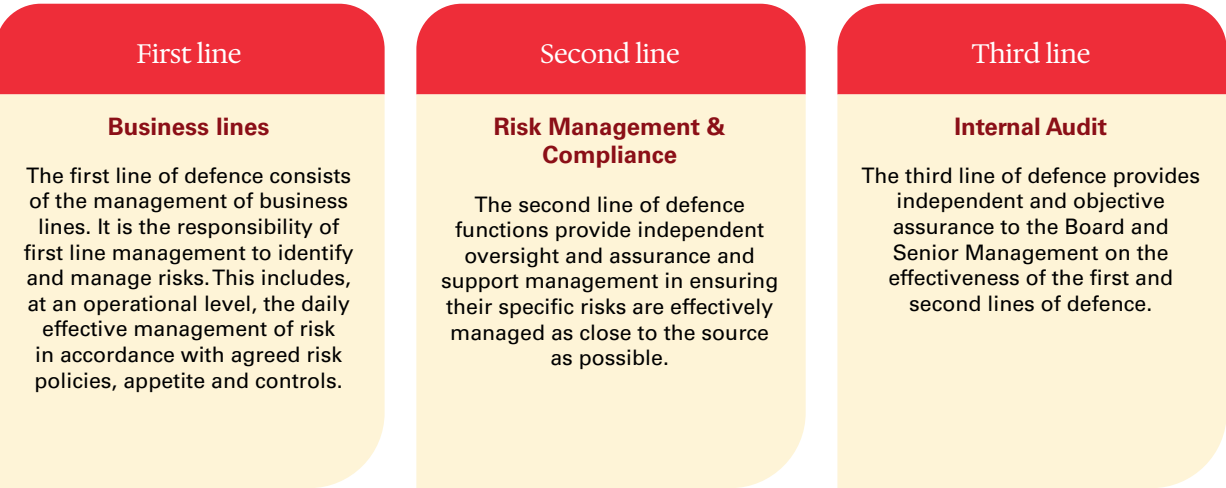 First line
Business lines
The first line of defence consists
of the management of business
lines. It is the responsibility of
first line management to identify
and manage risks. This includes,
at an operational level, the daily
effective management of risk
in accordance with agreed risk
policies, appetite and controls.
Second line
Risk Management &
Compliance
The second line of defence
functions provide independent
oversight and assurance and
support management in ensuring
their specific risks are effectively
managed as close to the source
as possible.
Third line
Internal Audit
The third line of defence provides
independent and objective
assurance to the Board and
Senior Management on the
effectiveness of the first and
second lines of defence.